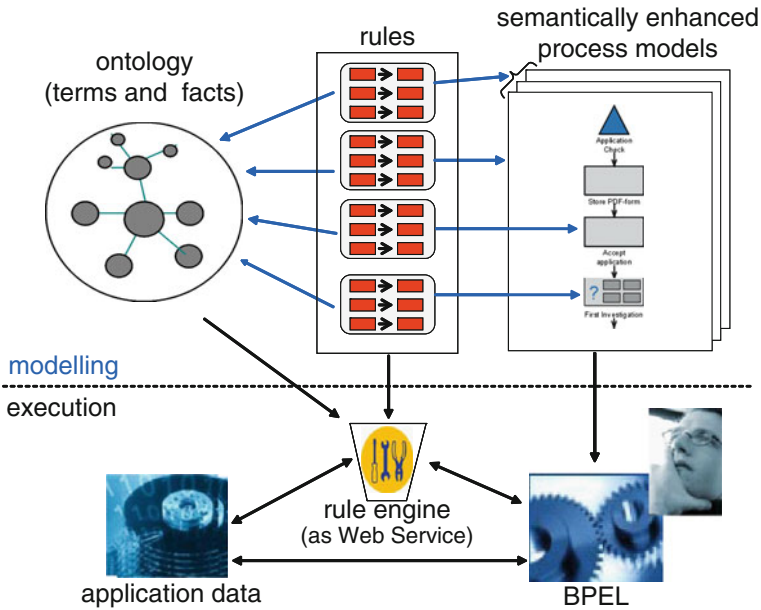 semantically enhanced
process models
rules
ontology
(terms and facts)
Application
Check
Store PDF-form
Accept
application
?
First Investigation
modelling
execution
rule engine
(as Web Service)
application data
BPEL